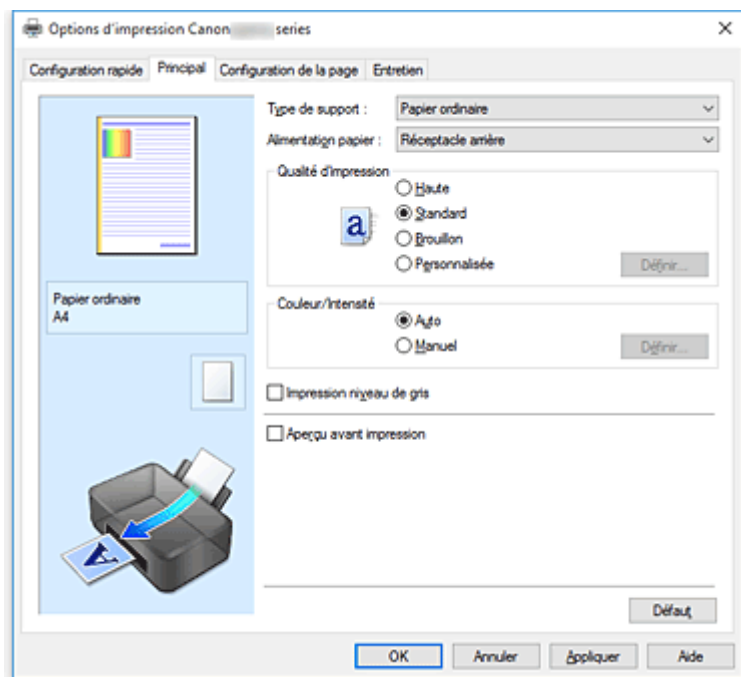 Options d'impression Canon series
Configuration rapide Principal Configuration de la page Entretien
Type de support : Papier ordinaire
Alimentation papier : Réceptacle arrière
Qualité d'impression
Haute
a Standard
Brouillon
Personnalisée Définir...
Papier ordinaire
A4
Couleur/Intensité
Auto
Manuel Définir...
Impression niveau de gris
Aperçu avant impression
A
Défaut
OK Annuler Appliquer Aide